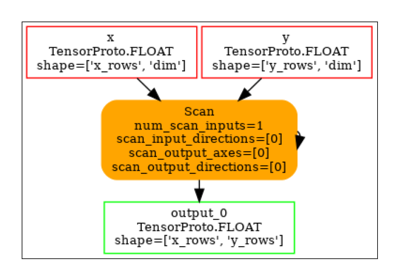 x
TensorProto.FLOAT
shape=['x_rows', 'dim']
y
TensorProto.FLOAT
shape=['y_rows', 'dim']
Scan
num_scan_inputs=1
scan_input_directions=[0]
scan_output_axes=[0]
scan_output_directions=[0]
output_0
TensorProto.FLOAT
shape=['x_rows', 'y_rows']